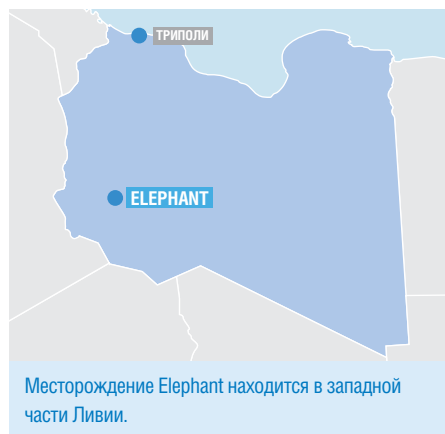 ТРИПОЛИ
ELEPHANT
Месторождение Elephant находится в западной
части Ливии.